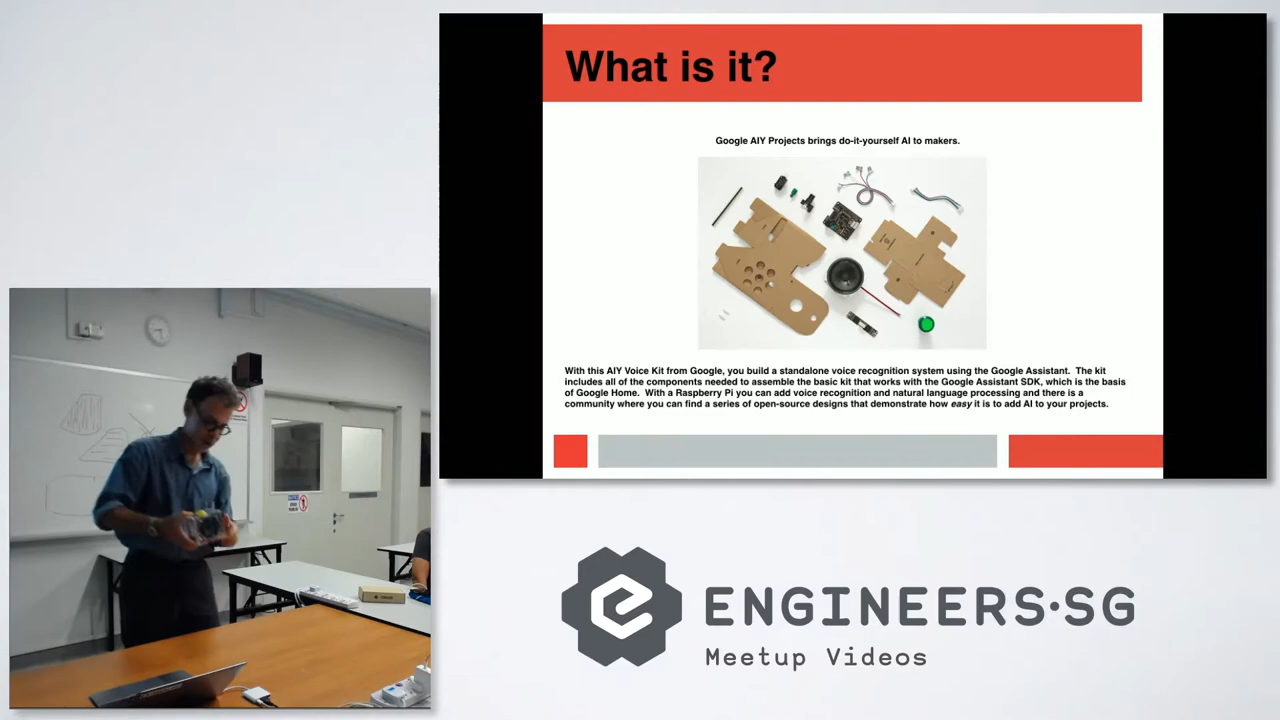 What is it?
Google AIY Projects brings do-it-yourself AI to makers.
With this AIY Voice Kit from Google, you build a standalone voice recognition system using the Google Assistant.  The kit
includes all of the components needed to assemble the basic kit that works with the Google Assistant SDK, which is the basis
of Google Home.  With a Raspberry Pi you can add voice recognition and natural language processing and there is a
community where you can find a series of open-source designs that demonstrate how easy it is to add AI to your projects.
ENGINEERS·SG
Meetup Videos